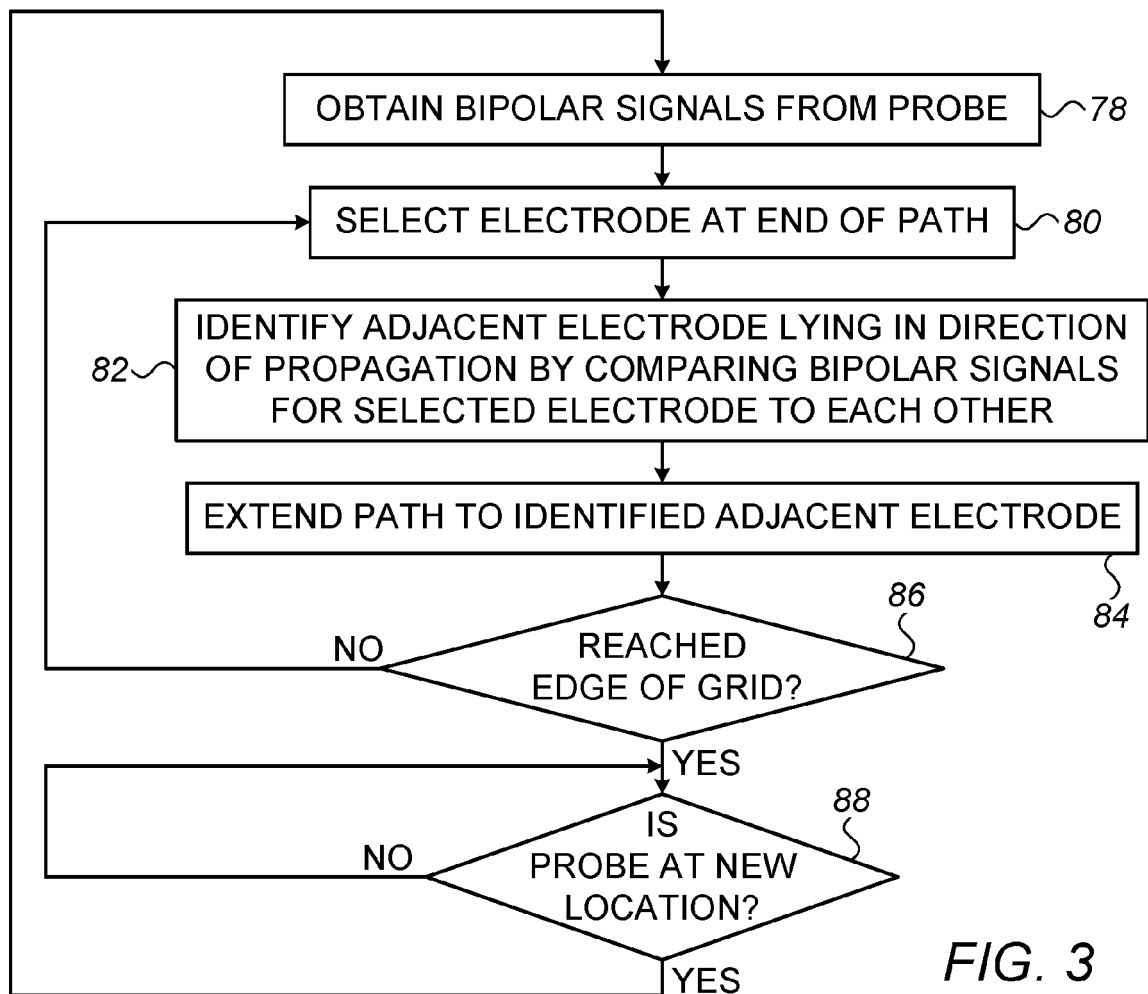 OBTAIN BIPOLAR SIGNALS FROM PROBE
78
SELECT ELECTRODE AT END OF PATH
80
IDENTIFY ADJACENT ELECTRODE LYING IN DIRECTION
OF PROPAGATION BY COMPARING BIPOLAR SIGNALS
FOR SELECTED ELECTRODE TO EACH OTHER
82
EXTEND PATH TO IDENTIFIED ADJACENT ELECTRODE
84
REACHED
EDGE OF GRID?
86
NO
YES
IS
PROBE AT NEW
LOCATION?
88
NO
YES
FIG. 3